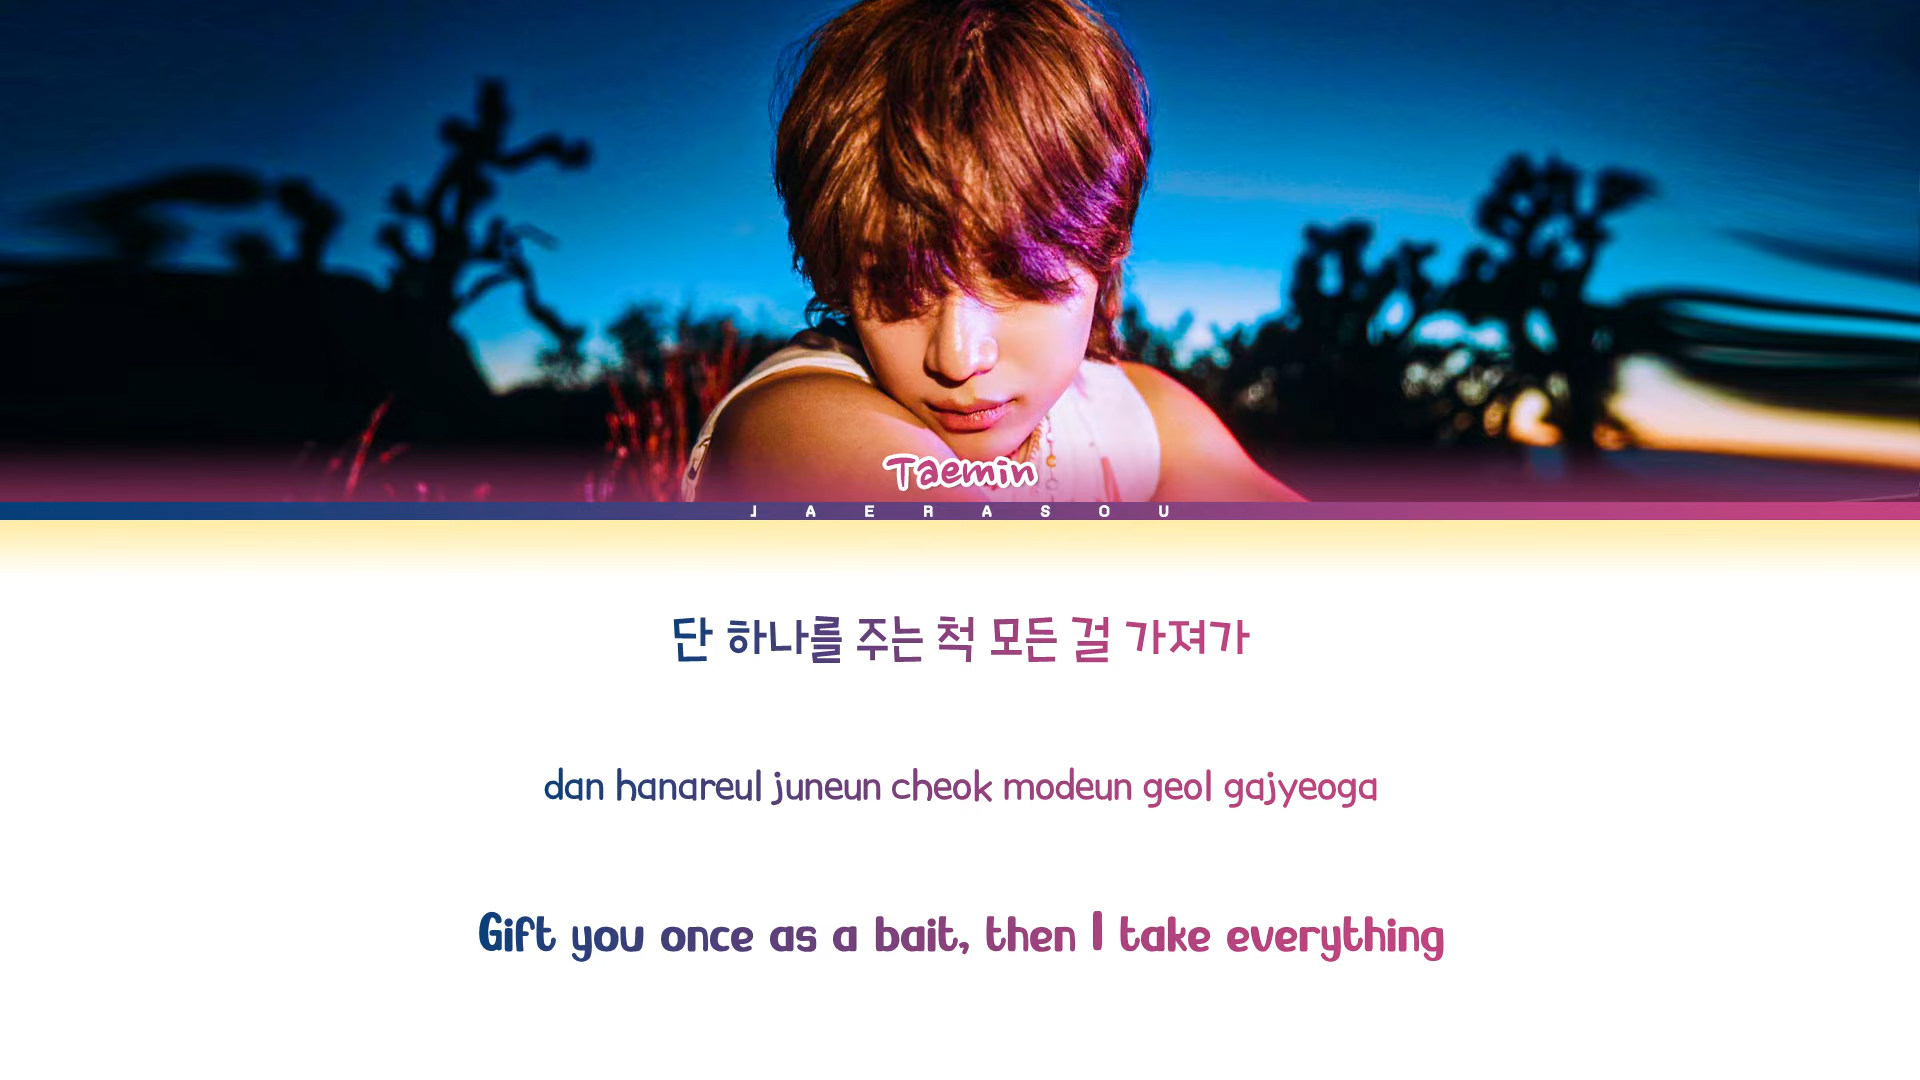 Taemin
JAERASOU
단 하나를 주는 척 모든 걸 가져가
dan hanareul juneun cheok modeun geol gajyeoga
Gift you once as a bait, then I take everything